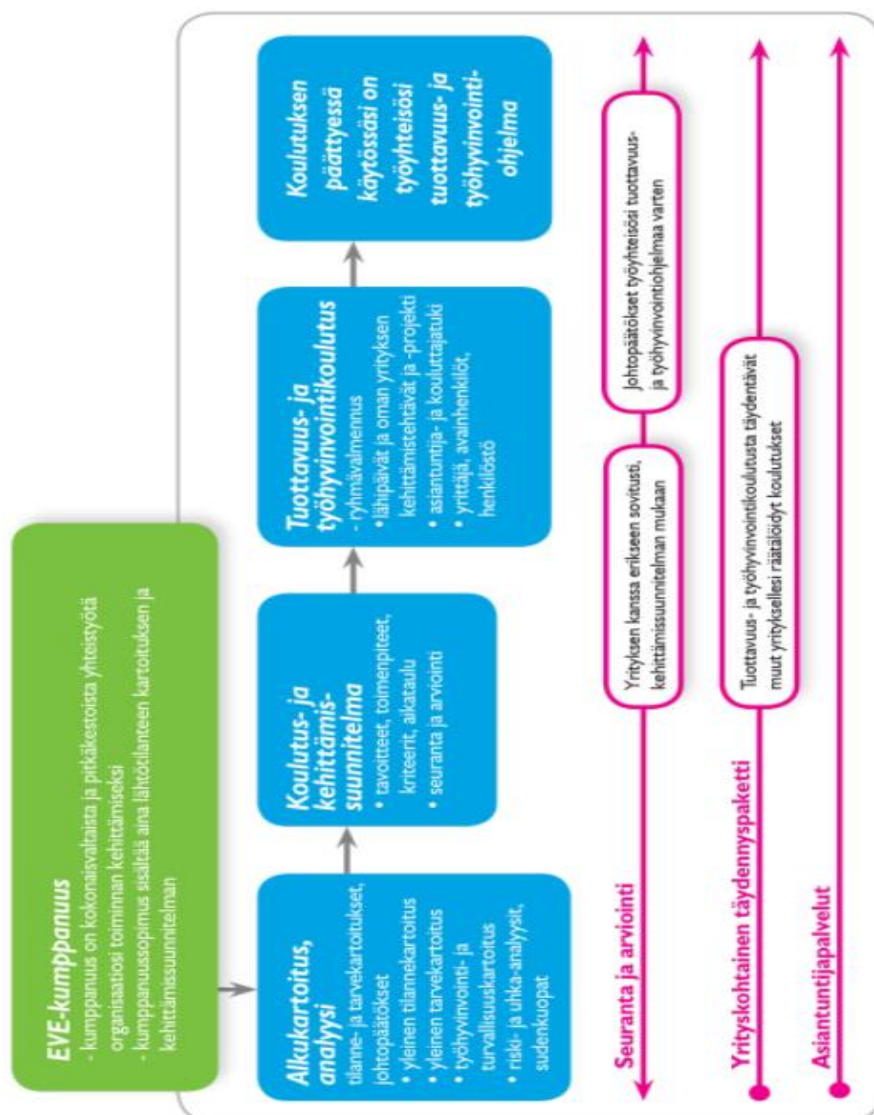 EVE-kumppanuus
- kumppanuus on kokonaisvaltaista ja pitkäkestoista yhteistyötä
organisaatiosi toiminnan kehittämiseksi
- kumppanuussopimus sisältää aina lähtötilanteen kartoituksen ja
kehittämissuunnitelman
Alkukartoitus,
analyysi
tilanne- ja tarvekartoitukset,
johtopäätökset
• yleinen tilannekartoitus
• yleinen tarvekartoitus
• työhyvinvointi- ja
turvallisuuskartoitus
• riski- ja uhka-analyysit,
sudenkuopat
Koulutus- ja
kehittämis-
suunnitelma
• tavoitteet, toimenpiteet,
kriteerit, aikataulu
• seuranta ja arviointi
Tuottavuus- ja
työhyvinvointikoulutus
- ryhmävalmennus
• lähipäivät ja oman yrityksen
kehittämistehtävät ja -projekti
• asiantuntija- ja kouluttajatuki
• yrittäjä, avainhenkilöt,
henkilöstö
Koulutuksen
päättyessä
käytössäsi on
työyhteisösi
tuottavuus- ja
työhyvinvointi-
ohjelma
Seuranta ja arviointi
Yrityksen kanssa erikseen sovitusti,
kehittämissuunnitelman mukaan
Johtopäätökset työyhteisösi tuottavuus-
ja työhyvinvointiohjelmaa varten
Yrityskohtainen täydennyspaketti
Tuottavuus- ja työhyvinvointikoulutusta täydentävät
muut yrityksellesi räätälöidyt koulutukset
Asiantuntijapalvelut